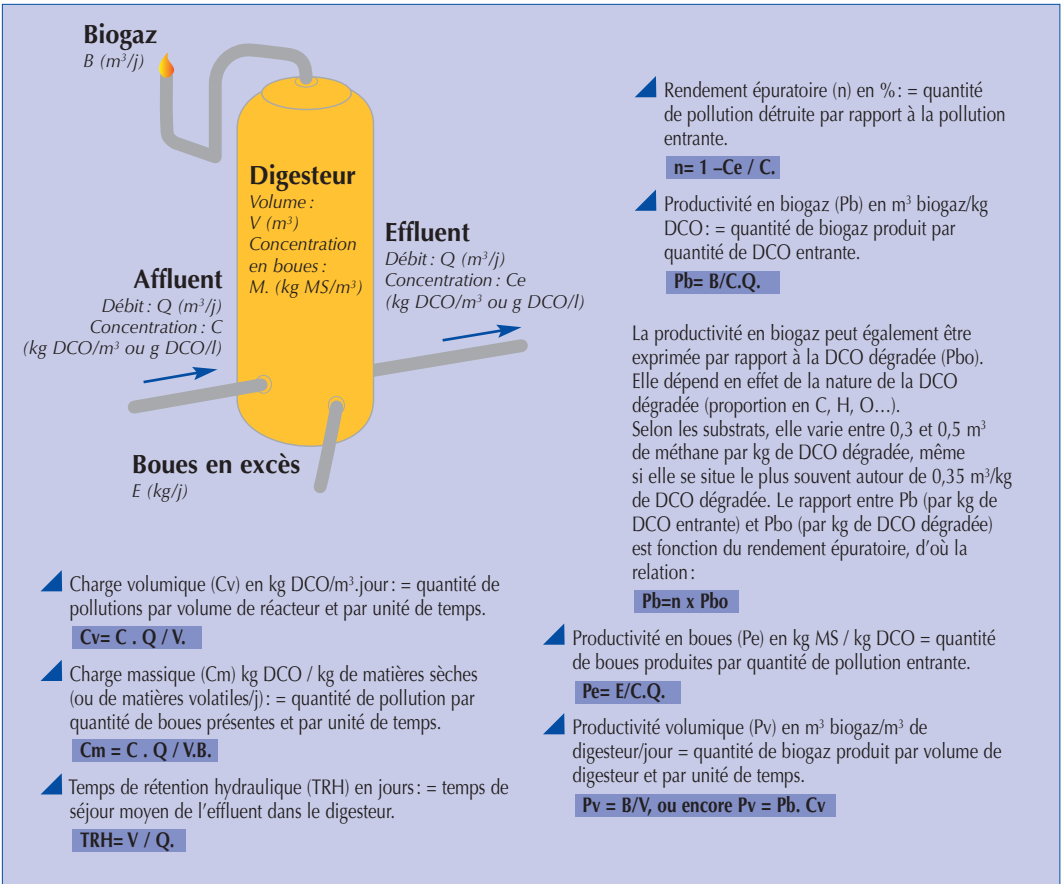 Biogaz
B (m³/j)
Digesteur
Volume :
V (m³)
Concentration
en boues :
M. (kg MS/m³)
Effluent
Débit : Q (m³/j)
Concentration : Ce
(kg DCO/m³ ou g DCO/l)
Affluent
Débit : Q (m³/j)
Concentration : C
(kg DCO/m³ ou g DCO/l)
Boues en excès
E (kg/j)
Charge volumique (Cv) en kg DCO/m³.jour : = quantité de
pollutions par volume de réacteur et par unité de temps.
Cv= C . Q / V.
Charge massique (Cm) kg DCO / kg de matières sèches
(ou de matières volatiles/j) : = quantité de pollution par
quantité de boues présentes et par unité de temps.
Cm = C . Q / V.B.
Temps de rétention hydraulique (TRH) en jours : = temps de
séjour moyen de l'effluent dans le digesteur.
TRH= V / Q.
Rendement épuratoire (n) en % : = quantité
de pollution détruite par rapport à la pollution
entrante.
n= 1 –Ce / C.
Productivité en biogaz (Pb) en m³ biogaz/kg
DCO : = quantité de biogaz produit par
quantité de DCO entrante.
Pb= B/C.Q.
La productivité en biogaz peut également être
exprimée par rapport à la DCO dégradée (Pbo).
Elle dépend en effet de la nature de la DCO
dégradée (proportion en C, H, O...).
Selon les substrats, elle varie entre 0,3 et 0,5 m³
de méthane par kg de DCO dégradée, même
si elle se situe le plus souvent autour de 0,35 m³/kg
de DCO dégradée. Le rapport entre Pb (par kg de
DCO entrante) et Pbo (par kg de DCO dégradée)
est fonction du rendement épuratoire, d'où la
relation :
Pb=n x Pbo
Productivité en boues (Pe) en kg MS / kg DCO = quantité
de boues produites par quantité de pollution entrante.
Pe= E/C.Q.
Productivité volumique (Pv) en m³ biogaz/m³ de
digesteur/jour = quantité de biogaz produit par volume de
digesteur et par unité de temps.
Pv = B/V, ou encore Pv = Pb. Cv